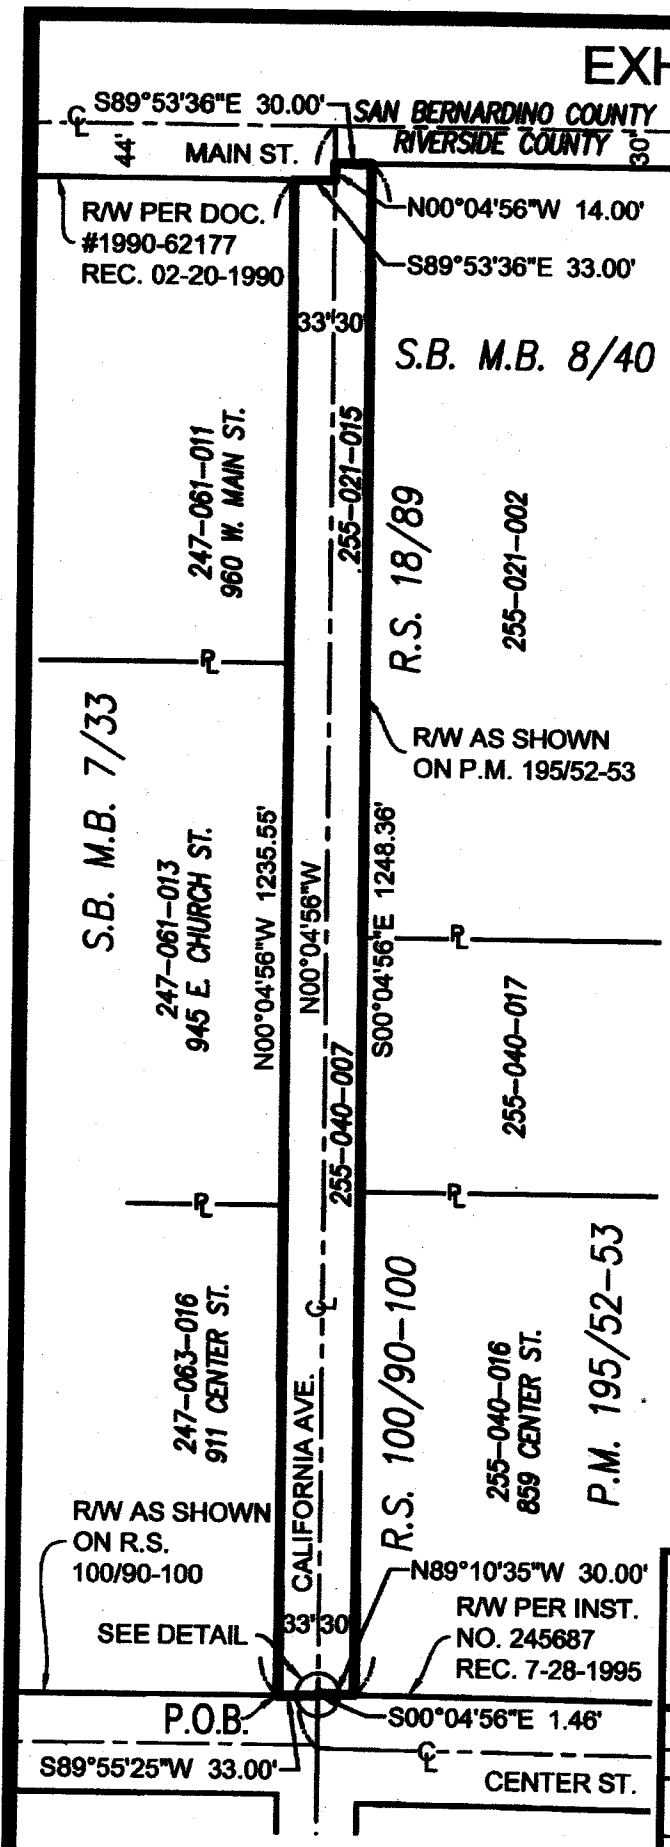 EXH
S89°53'36"E 30.00'
SAN BERNARDINO COUNTY
RIVERSIDE COUNTY
℄
44'
MAIN ST.
30'
R/W PER DOC.
#1990-62177
REC. 02-20-1990
N00°04'56"W 14.00'
S89°53'36"E 33.00'
33' 30'
S.B. M.B. 8/40
247-061-011
960 W. MAIN ST.
255-021-015
R.S. 18/89
255-021-002
PL
S.B. M.B. 7/33
R/W AS SHOWN
ON P.M. 195/52-53
247-061-013
945 E. CHURCH ST.
N00°04'56"W 1235.55'
N00°04'56"W
S00°04'56"E 1248.36'
PL
255-040-007
255-040-017
PL
PL
247-063-016
911 CENTER ST.
℄
CALIFORNIA AVE.
R.S. 100/90-100
255-040-016
859 CENTER ST.
P.M. 195/52-53
R/W AS SHOWN
ON R.S.
100/90-100
N89°10'35"W 30.00'
R/W PER INST.
NO. 245687
REC. 7-28-1995
SEE DETAIL
33' 30'
P.O.B.
S00°04'56"E 1.46'
S89°55'25"W 33.00'
℄
CENTER ST.